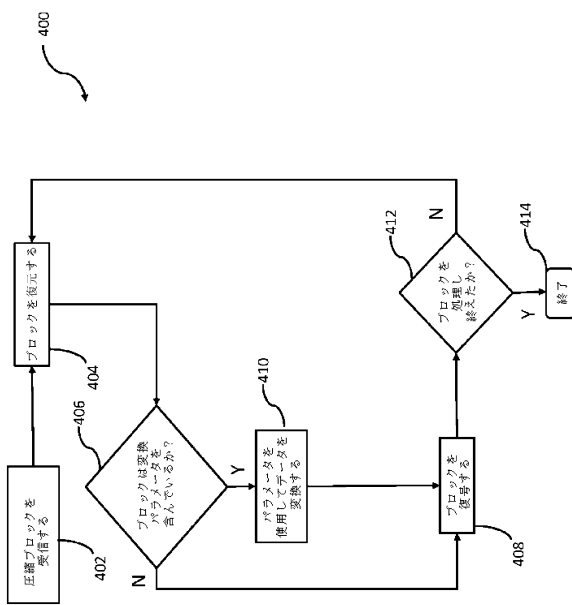 400
圧縮ブロックを
受信する
402
ブロックを復元する
404
406
ブロックは変換
パラメータを
含んでいるか?
N
Y
410
パラメータを
使用してデータを
変換する
ブロックを
復号する
408
412
ブロックを
処理し
終えたか?
N
Y
414
終了